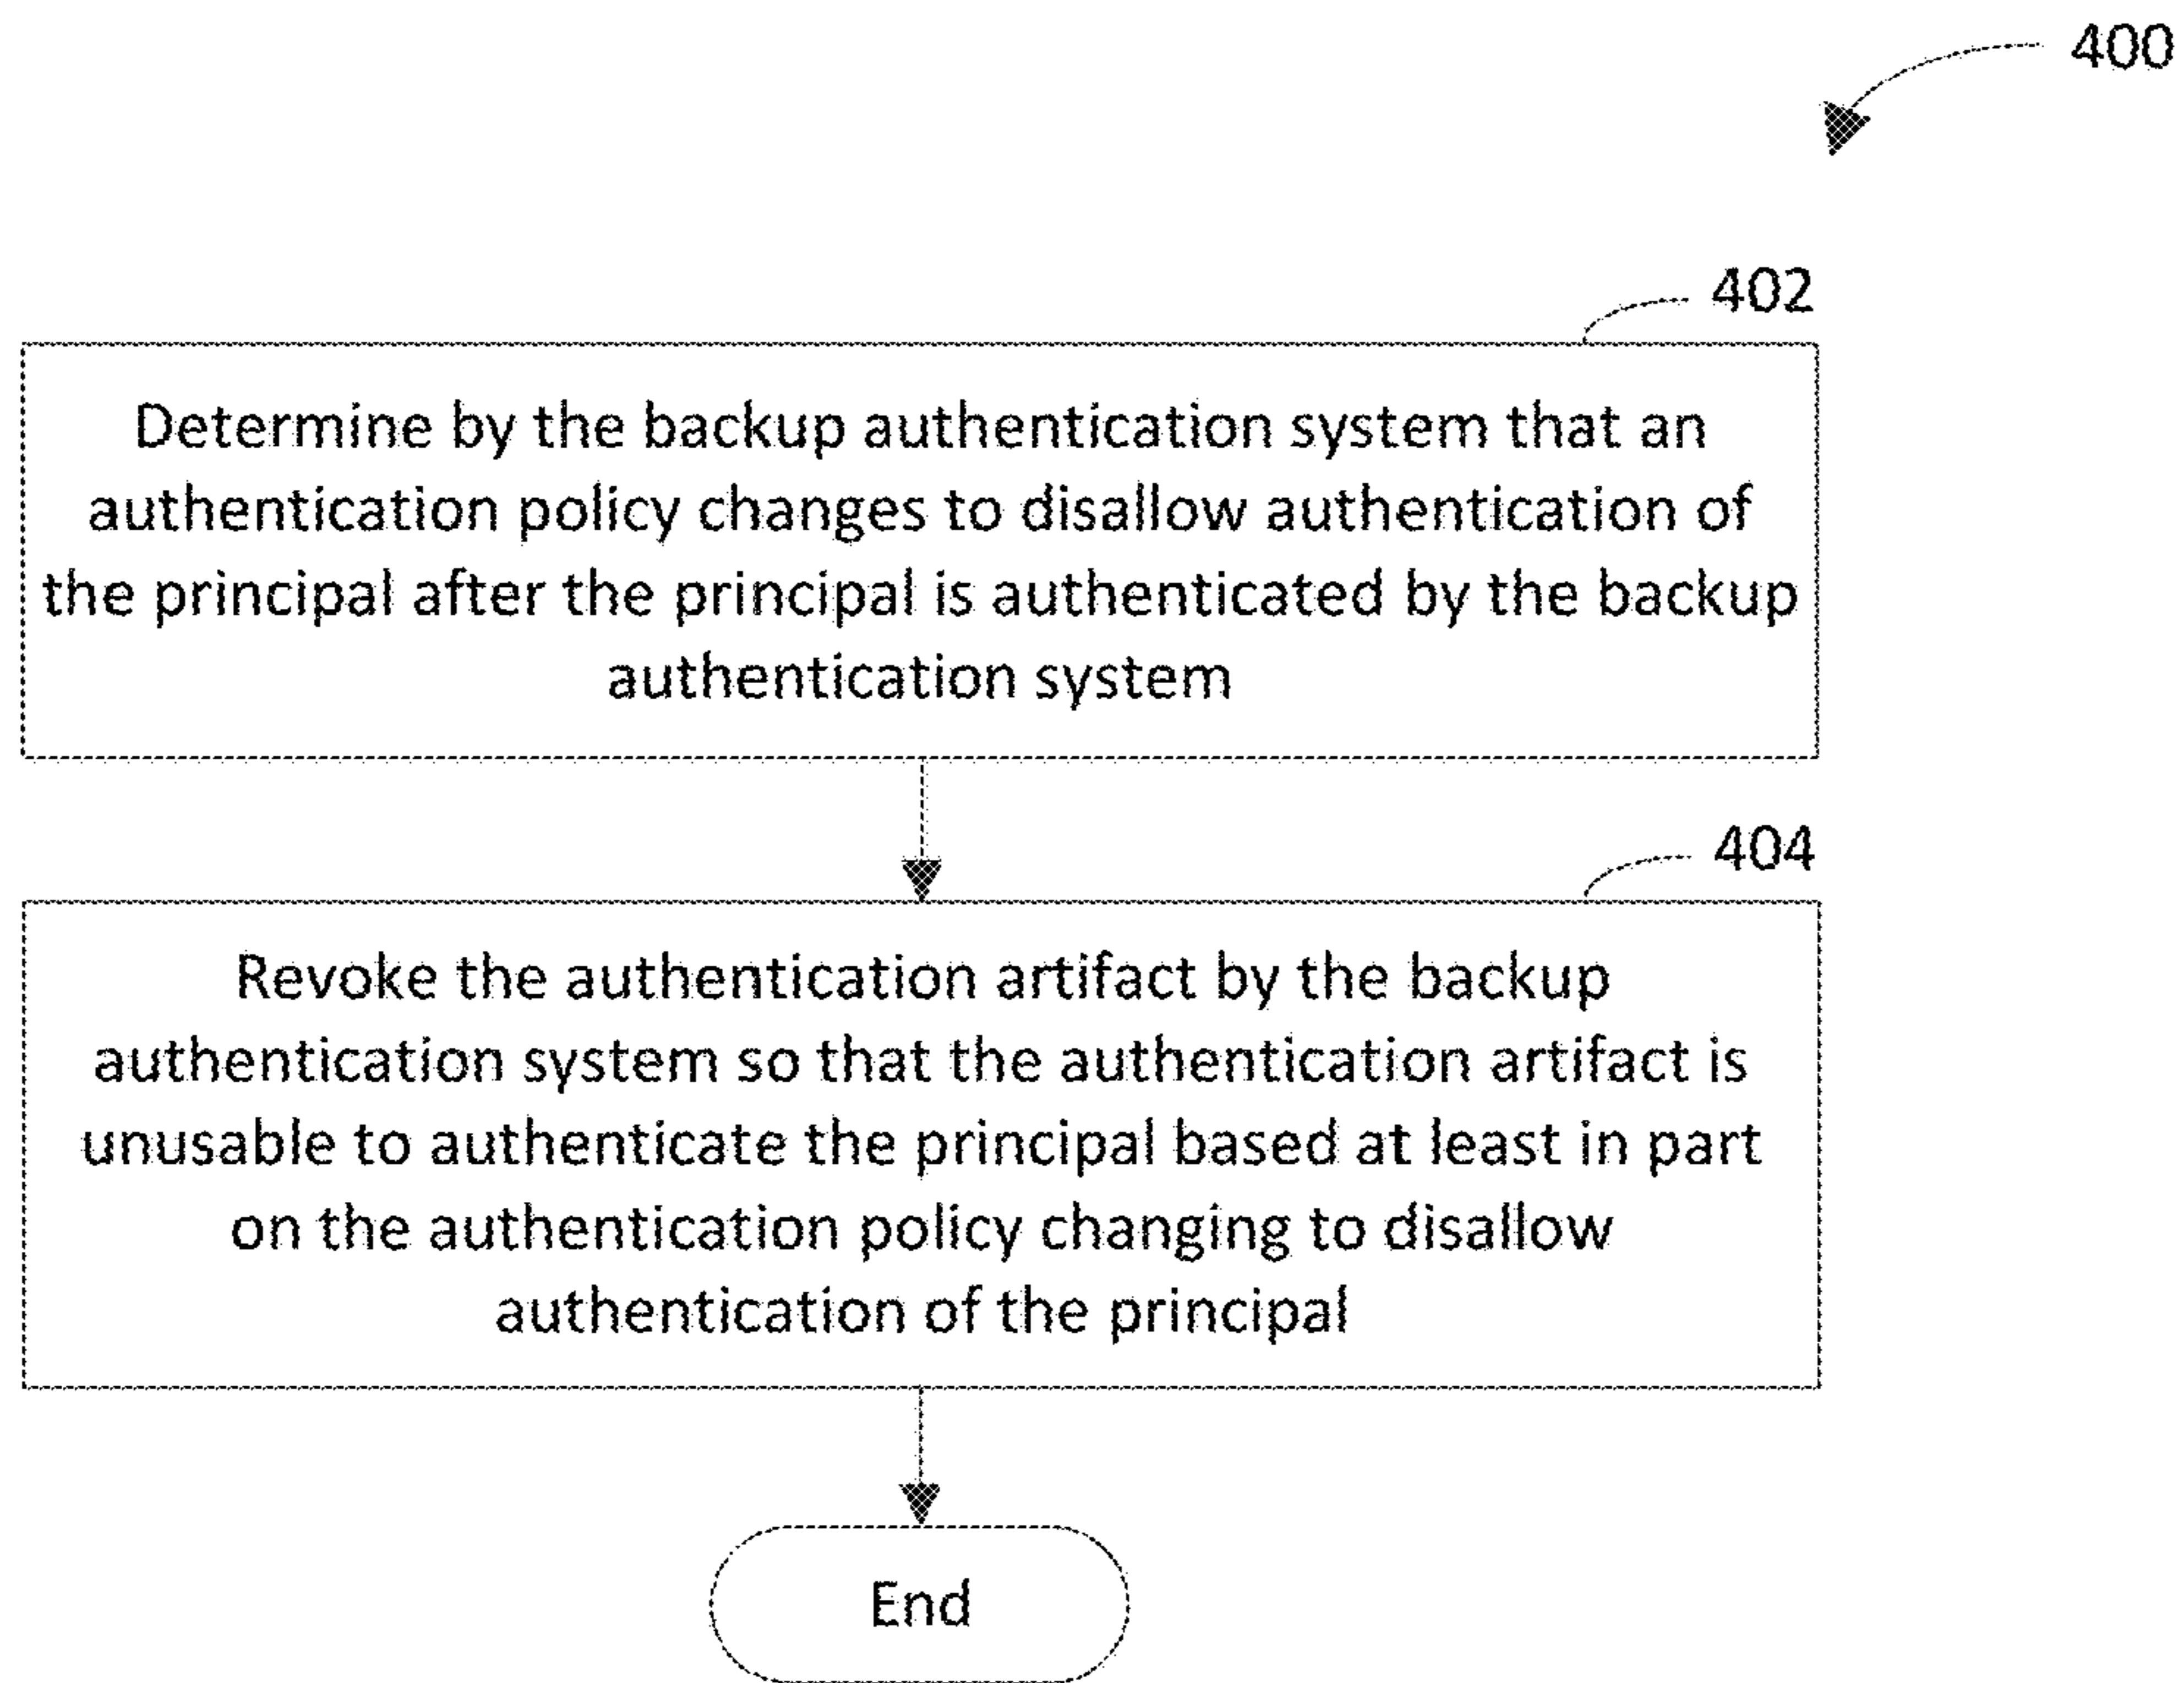 400
402
Determine by the backup authentication system that an
authentication policy changes to disallow authentication of
the principal after the principal is authenticated by the backup
authentication system
404
Revoke the authentication artifact by the backup
authentication system so that the authentication artifact is
unusable to authenticate the principal based at least in part
on the authentication policy changing to disallow
authentication of the principal
End